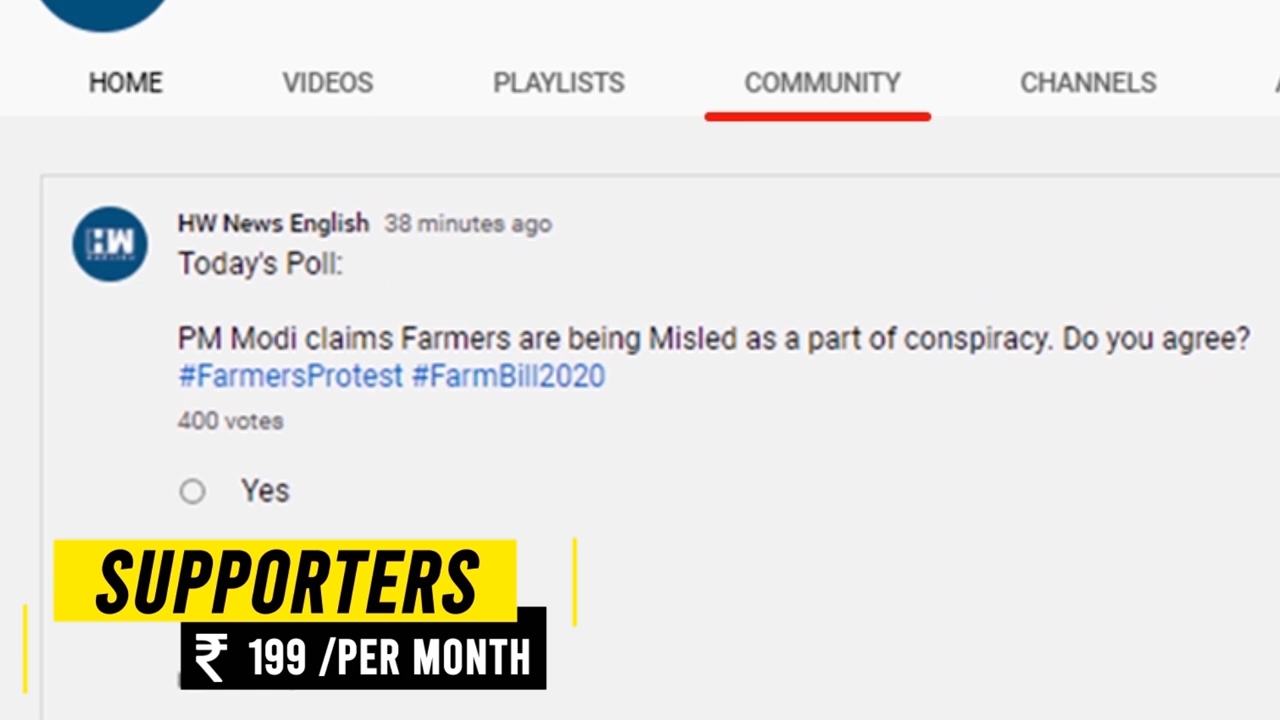 HOME VIDEOS PLAYLISTS COMMUNITY CHANNELS
HW News English 38 minutes ago
HW
Today's Poll:
PM Modi claims Farmers are being Misled as a part of conspiracy. Do you agree?
#FarmersProtest #FarmBill2020
400 votes
Yes
SUPPORTERS
₹ 199 /PER MONTH